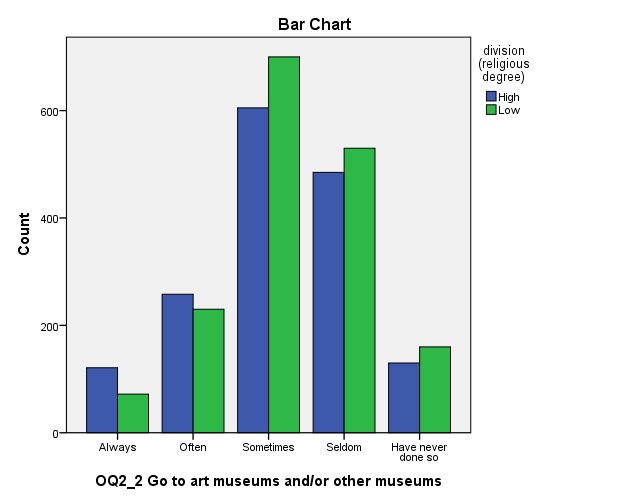 Bar Chart
division
(religious
degree)
High
Low
600
400
200
0
Count
Always
Often
Sometimes
Seldom
Have never
done so
OQ2_2 Go to art museums and/or other museums